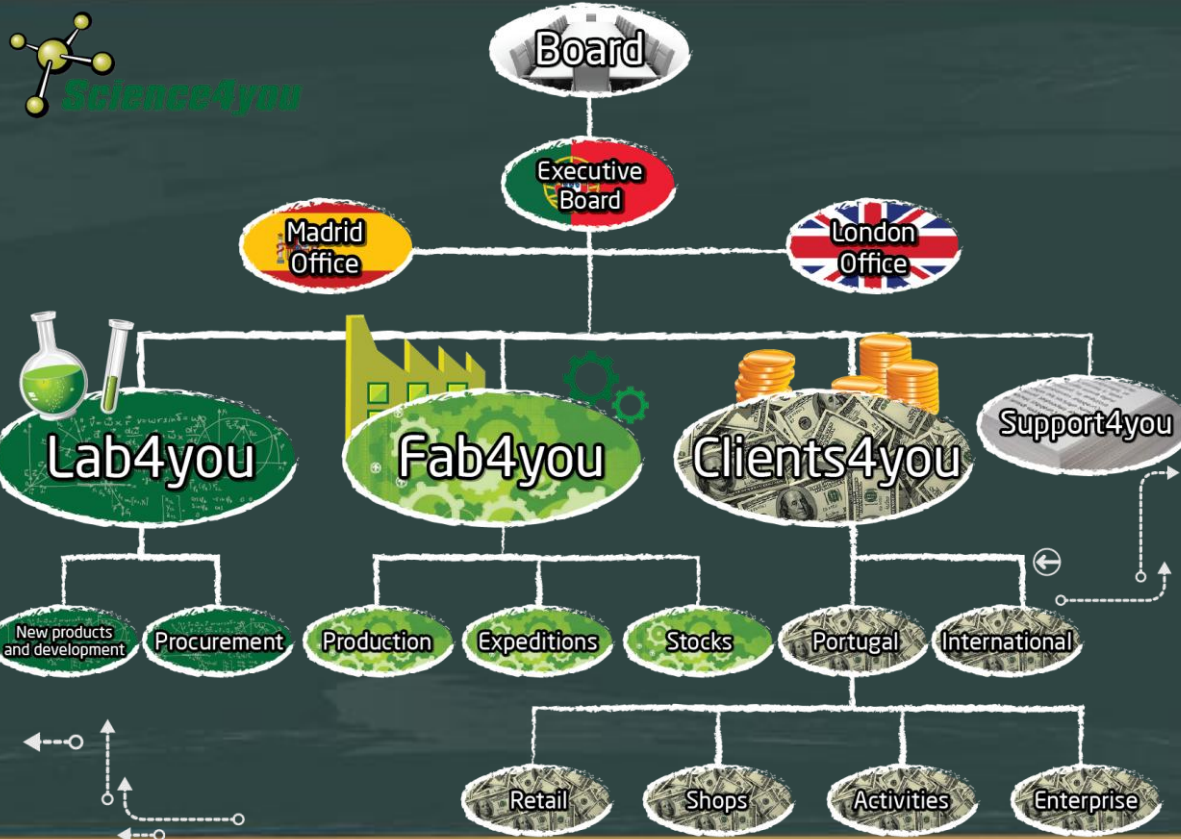 Science4you
Board
Executive
Board
Madrid
Office
London
Office
Lab4you
Fab4you
Clients4you
Support4you
New products
and development
Procurement
Production
Expeditions
Stocks
Portugal
International
Retail
Shops
Activities
Enterprise